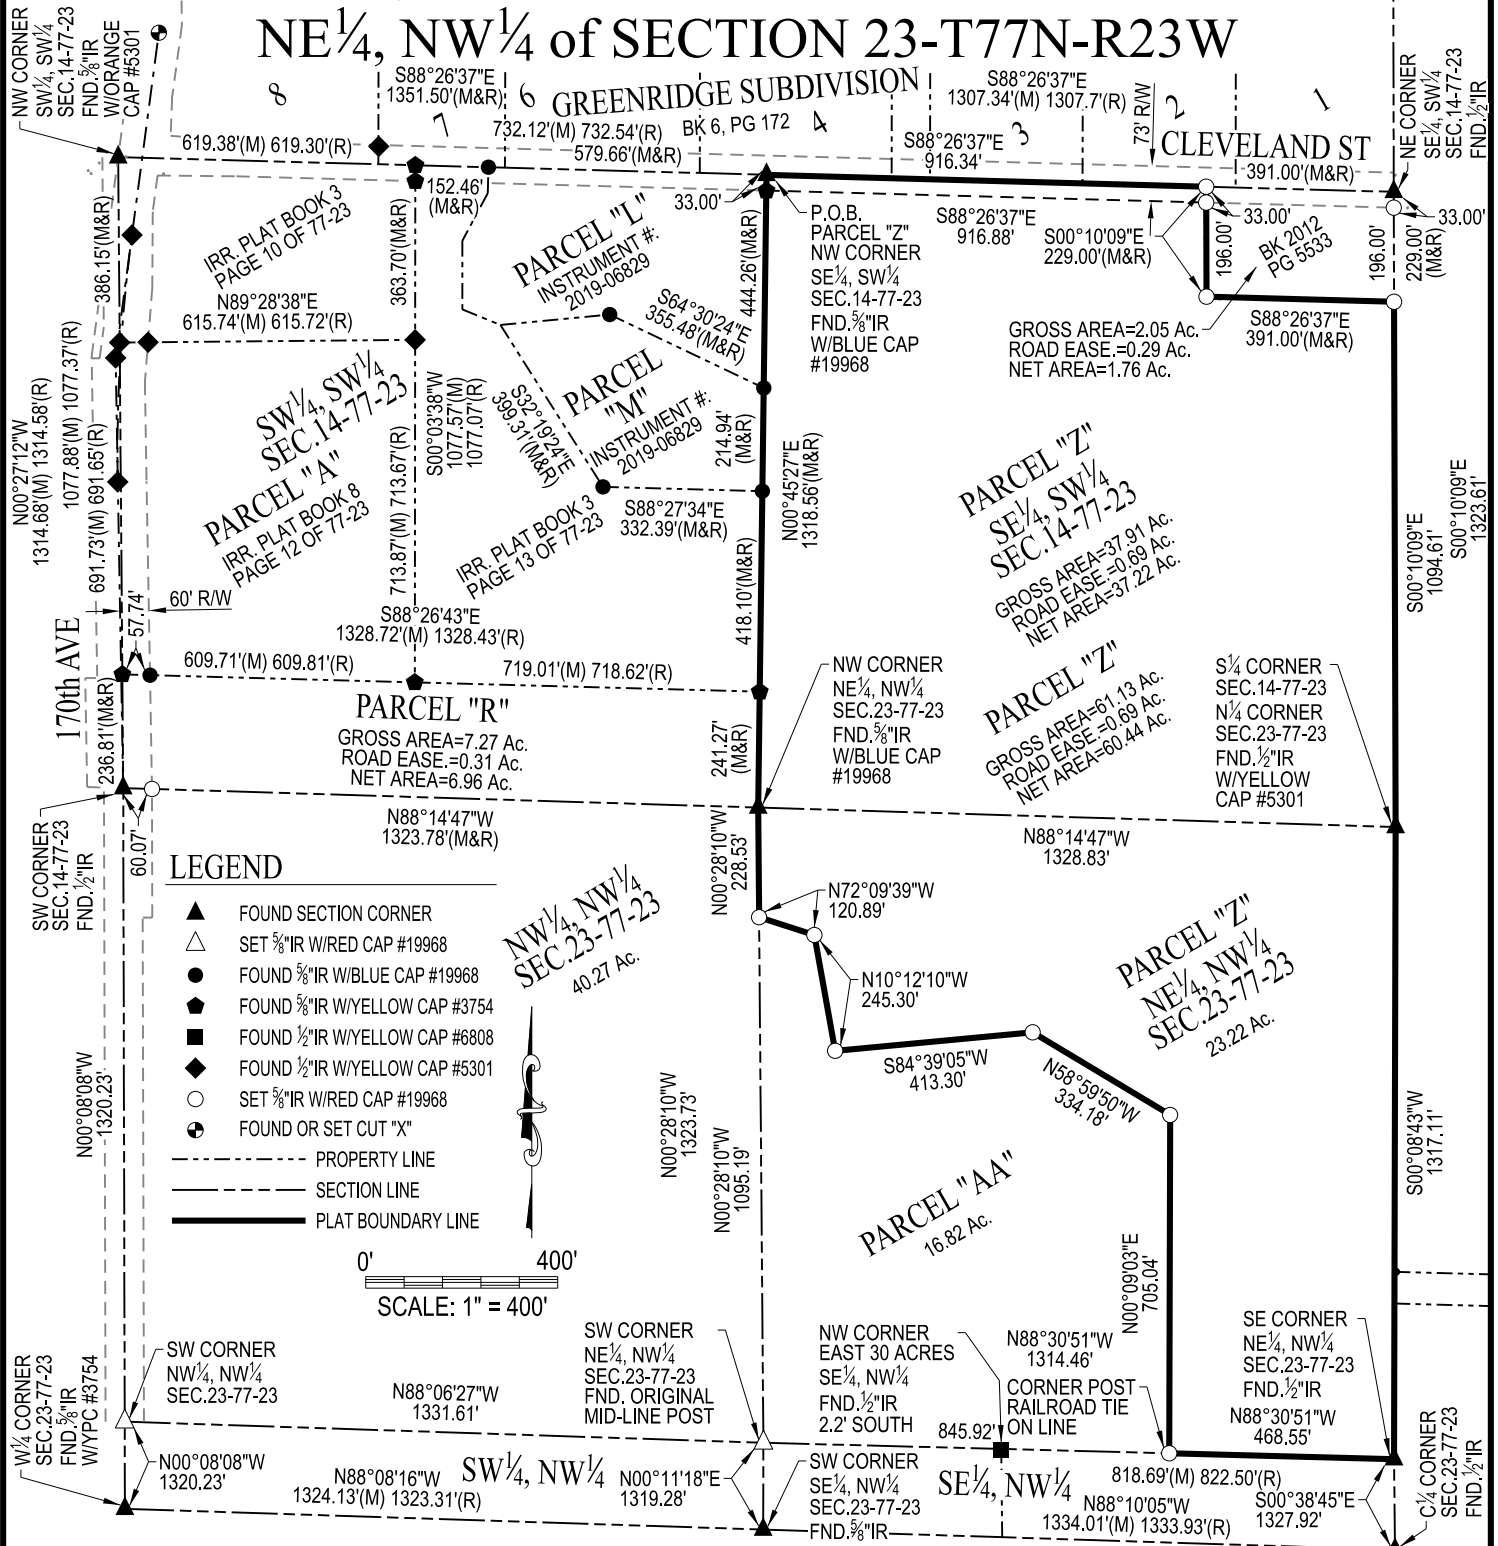 NE¼, NW¼ of SECTION 23-T77N-R23W
NW CORNER
SW¼, SW¼
SEC.14-77-23
FND.⅝"IR
W/ORANGE
CAP #5301
8
S88°26'37"E
1351.50'(M&R)
6
7
GREENRIDGE SUBDIVISION
BK 6, PG 172
4
S88°26'37"E
1307.34'(M) 1307.7'(R)
3
73' R/W
2
1
CLEVELAND ST
NE CORNER
SE¼, SW¼
SEC.14-77-23
FND.½"IR
619.38'(M) 619.30'(R)
732.12'(M) 732.54'(R)
579.66'(M&R)
S88°26'37"E
916.34'
391.00'(M&R)
152.46'
(M&R)
33.00'
P.O.B.
PARCEL "Z"
NW CORNER
SE¼, SW¼
SEC.14-77-23
FND.⅝"IR
W/BLUE CAP
#19968
S88°26'37"E
916.88'
S00°10'09"E
229.00'(M&R)
33.00'
196.00'
BK 2012
PG 5533
33.00'
196.00'
229.00'
(M&R)
386.15'(M&R)
IRR. PLAT BOOK 3
PAGE 10 OF 77-23
363.70'(M&R)
PARCEL "L"
INSTRUMENT #:
2019-06829
444.26'(M&R)
N89°28'38"E
615.74'(M) 615.72'(R)
S64°30'24"E
355.48'(M&R)
GROSS AREA=2.05 Ac.
ROAD EASE.=0.29 Ac.
NET AREA=1.76 Ac.
S88°26'37"E
391.00'(M&R)
N00°27'12"W
1314.68'(M) 1314.58'(R)
1077.88'(M) 1077.37'(R)
691.73'(M) 691.65'(R)
SW¼, SW¼
SEC.14-77-23
PARCEL "A"
IRR. PLAT BOOK 8
PAGE 12 OF 77-23
S00°03'38"W
1077.57'(M)
1077.07'(R)
713.87'(M) 713.67'(R)
S32°19'24"E
399.31'(M&R)
PARCEL
"M"
INSTRUMENT #:
2019-06829
214.94'
(M&R)
N00°45'27"E
1318.56'(M&R)
IRR. PLAT BOOK 3
PAGE 13 OF 77-23
S88°27'34"E
332.39'(M&R)
418.10'(M&R)
PARCEL "Z"
SE¼, SW¼
SEC.14-77-23
GROSS AREA=37.91 Ac.
ROAD EASE.=0.69 Ac.
NET AREA=37.22 Ac.
S00°10'09"E
1094.61'
S00°10'09"E
1323.61'
60' R/W
57.74'
170th AVE
S88°26'43"E
1328.72'(M) 1328.43'(R)
609.71'(M) 609.81'(R)
719.01'(M) 718.62'(R)
PARCEL "R"
GROSS AREA=7.27 Ac.
ROAD EASE.=0.31 Ac.
NET AREA=6.96 Ac.
236.81'(M&R)
241.27'
(M&R)
NW CORNER
NE¼, NW¼
SEC.23-77-23
FND.⅝"IR
W/BLUE CAP
#19968
PARCEL "Z"
GROSS AREA=61.13 Ac.
ROAD EASE.=0.69 Ac.
NET AREA=60.44 Ac.
S¼ CORNER
SEC.14-77-23
N¼ CORNER
SEC.23-77-23
FND.½"IR
W/YELLOW
CAP #5301
N88°14'47"W
1323.78'(M&R)
N88°14'47"W
1328.83'
SW CORNER
SEC.14-77-23
FND.½"IR
60.07'
LEGEND
FOUND SECTION CORNER
SET ⅝"IR W/RED CAP #19968
FOUND ⅝"IR W/BLUE CAP #19968
FOUND ⅝"IR W/YELLOW CAP #3754
FOUND ½"IR W/YELLOW CAP #6808
FOUND ½"IR W/YELLOW CAP #5301
SET ⅝"IR W/RED CAP #19968
FOUND OR SET CUT "X"
PROPERTY LINE
SECTION LINE
PLAT BOUNDARY LINE
0' 400'
SCALE: 1" = 400'
NW¼, NW¼
SEC.23-77-23
40.27 Ac.
N00°28'10"W
228.53'
N72°09'39"W
120.89'
N10°12'10"W
245.30'
S84°39'05"W
413.30'
N58°59'50"W
334.18'
PARCEL "Z"
NE¼, NW¼
SEC.23-77-23
23.22 Ac.
N00°08'08"W
1320.23'
N00°28'10"W
1323.73'
N00°28'10"W
1095.19'
PARCEL "AA"
16.82 Ac.
N00°09'03"E
705.04'
S00°08'43"W
1317.11'
W¼ CORNER
SEC.23-77-23
FND.⅝"IR
WYPC #3754
SW CORNER
NW¼, NW¼
SEC.23-77-23
N88°06'27"W
1331.61'
SW CORNER
NE¼, NW¼
SEC.23-77-23
FND. ORIGINAL
MID-LINE POST
NW CORNER
EAST 30 ACRES
SE¼, NW¼
FND.½"IR
2.2' SOUTH
N88°30'51"W
1314.46'
CORNER POST
RAILROAD TIE
ON LINE
845.92'
SE CORNER
NE¼, NW¼
SEC.23-77-23
FND.½"IR
N88°30'51"W
468.55'
N00°08'08"W
1320.23'
N88°08'16"W
1324.13'(M) 1323.31'(R)
SW¼, NW¼
N00°11'18"E
1319.28'
SW CORNER
SE¼, NW¼
SEC.23-77-23
FND.⅝"IR
SE¼, NW¼
818.69'(M) 822.50'(R)
N88°10'05"W
1334.01'(M) 1333.93'(R)
S00°38'45"E
1327.92'
C¼ CORNER
SEC.23-77-23
FND.½"IR